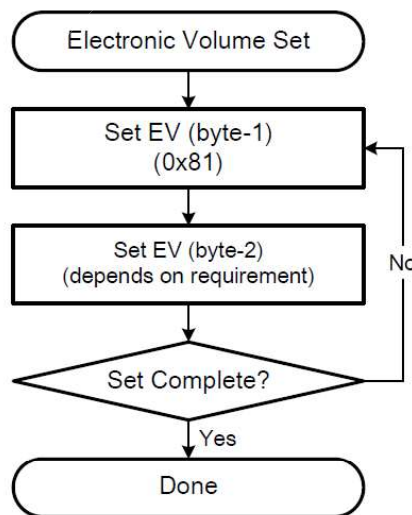 Electronic Volume Set
Set EV (byte-1)
(0x81)
Set EV (byte-2)
(depends on requirement)
No
Set Complete?
Yes
Done